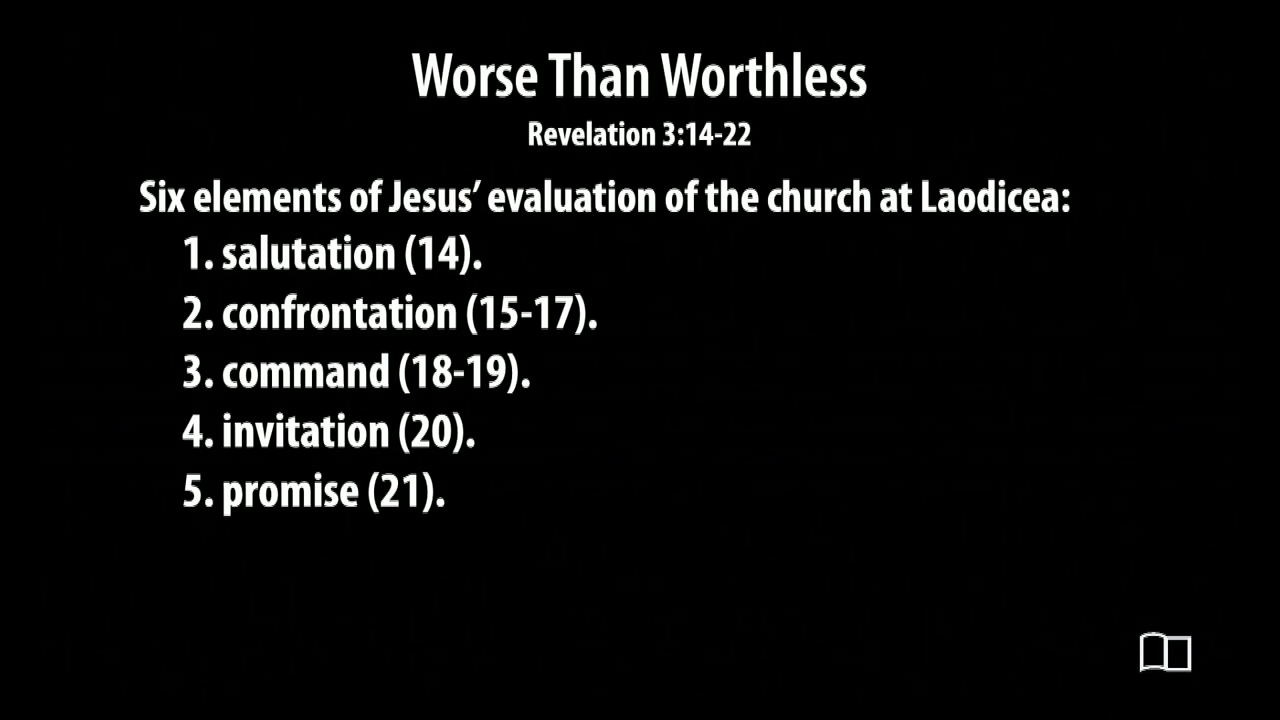 Worse Than Worthless
Revelation 3:14-22
Six elements of Jesus’ evaluation of the church at Laodicea:
1. salutation (14).
2. confrontation (15-17).
3. command (18-19).
4. invitation (20).
5. promise (21).